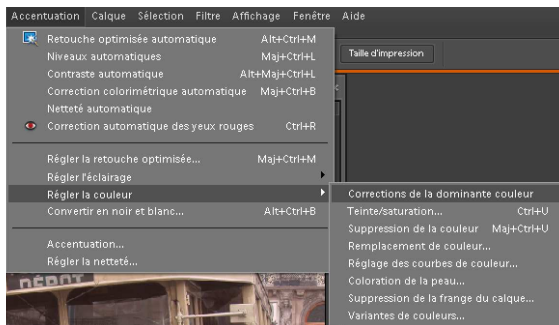 Accentuation Calque Sélection Filtre Affichage Fenêtre Aide
Retouche optimisée automatique Alt+Ctrl+M
Niveaux automatiques Maj+Ctrl+L
Contraste automatique Alt+Maj+Ctrl+L
Correction colorimétrique automatique Maj+Ctrl+B
Netteté automatique
Correction automatique des yeux rouges Ctrl+R
Taille d'impression
Régler la retouche optimisée... Maj+Ctrl+M
Régler l'éclairage
Régler la couleur
Convertir en noir et blanc... Alt+Ctrl+B
Accentuation...
Régler la netteté...
Corrections de la dominante couleur
Teinte/saturation... Ctrl+U
Suppression de la couleur Maj+Ctrl+U
Remplacement de couleur...
Réglage des courbes de couleur...
Coloration de la peau...
Suppression de la frange du calque...
Variantes de couleurs...
DÉPOT